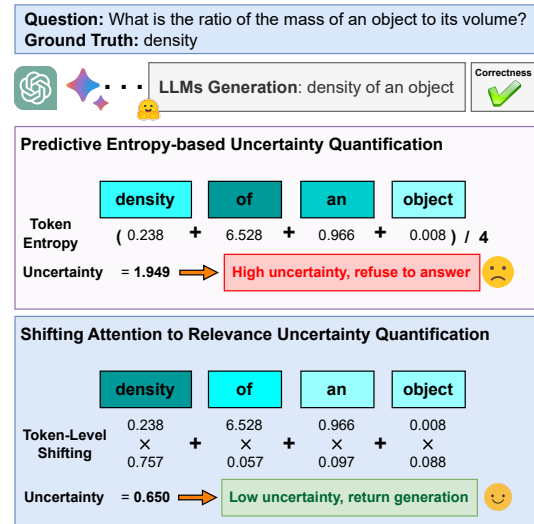 Question: What is the ratio of the mass of an object to its volume?
Ground Truth: density
LLMs Generation: density of an object
Correctness
Predictive Entropy-based Uncertainty Quantification
density of an object
Token Entropy ( 0.238 + 6.528 + 0.966 + 0.008 ) / 4
Uncertainty = 1.949 High uncertainty, refuse to answer
Shifting Attention to Relevance Uncertainty Quantification
density of an object
0.238 6.528 0.966 0.008
Token-Level Shifting × + × + × + ×
0.757 0.057 0.097 0.088
Uncertainty = 0.650 Low uncertainty, return generation